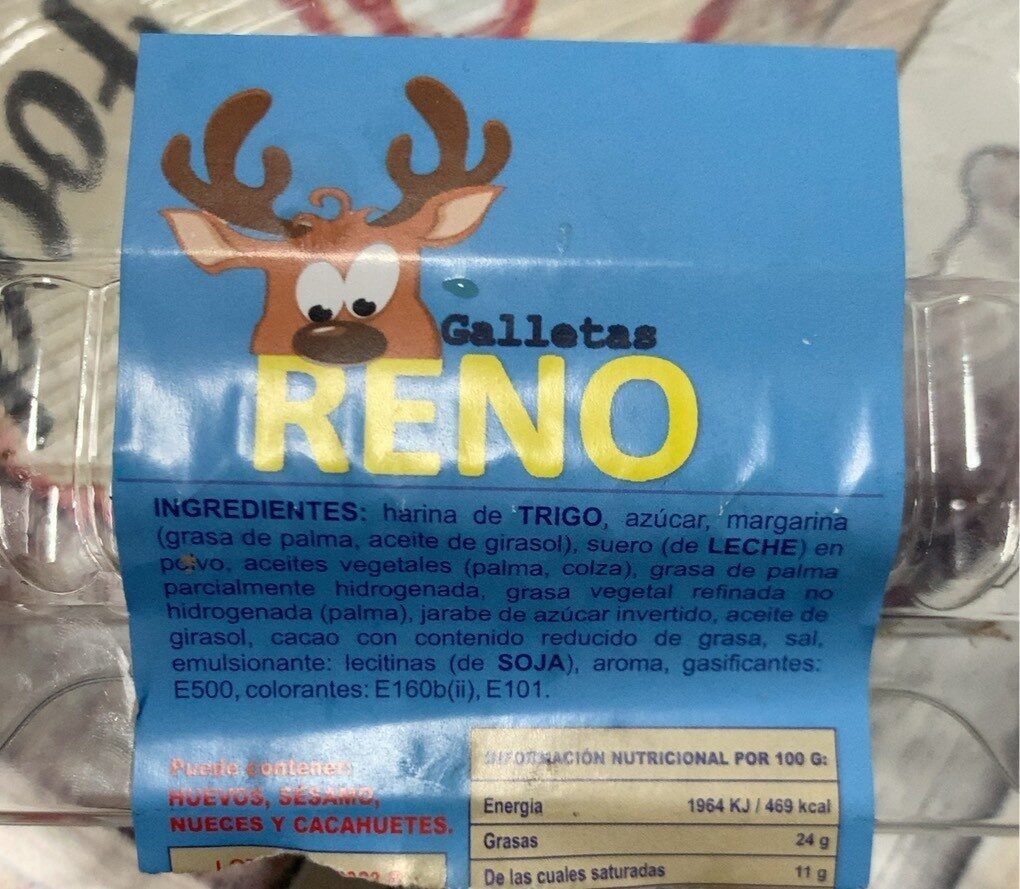 Galletas
RENO
INGREDIENTES: harina de TRIGO, azúcar, margarina
(grasa de palma, aceite de girasol), suero (de LECHE) en
polvo, aceites vegetales (palma, colza), grasa de palma
parcialmente hidrogenada, grasa vegetal refinada no
hidrogenada (palma), jarabe de azúcar invertido, aceite de
girasol, cacao con contenido reducido de grasa, sal,
emulsionante: lecitinas (de SOJA), aroma, gasificantes:
E500, colorantes: E160b(ii), E101.
Puede contener:
HUEVOS, SÉSAMO,
NUECES Y CACAHUETES.
INFORMACIÓN NUTRICIONAL POR 100 G:
Energía 1964 KJ / 469 kcal
Grasas 24 g
De las cuales saturadas 11 g